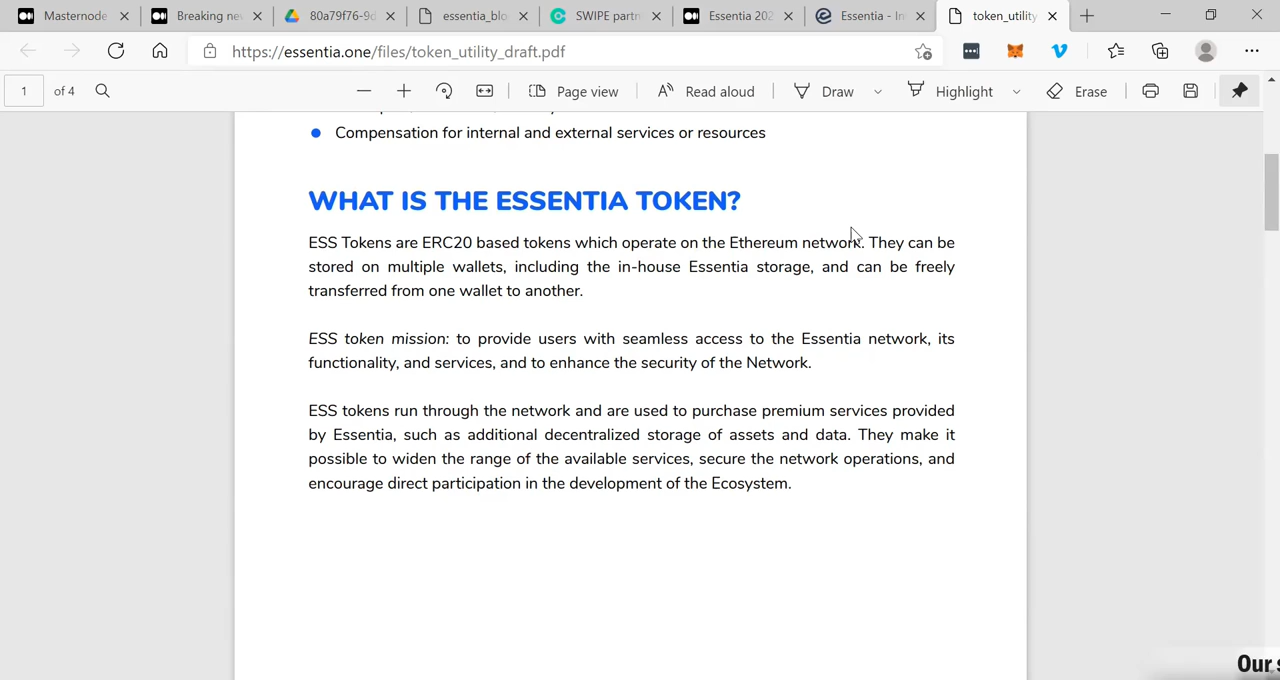 Masternode
Breaking ne
80a79f76-9d
essentia_blo
SWIPE partn
Essentia 202
Essentia - In
token_utility
https://essentia.one/files/token_utility_draft.pdf
1 of 4
Page view
Read aloud
Draw
Highlight
Erase
Compensation for internal and external services or resources
WHAT IS THE ESSENTIA TOKEN?
ESS Tokens are ERC20 based tokens which operate on the Ethereum network. They can be
stored on multiple wallets, including the in-house Essentia storage, and can be freely
transferred from one wallet to another.
ESS token mission: to provide users with seamless access to the Essentia network, its
functionality, and services, and to enhance the security of the Network.
ESS tokens run through the network and are used to purchase premium services provided
by Essentia, such as additional decentralized storage of assets and data. They make it
possible to widen the range of the available services, secure the network operations, and
encourage direct participation in the development of the Ecosystem.
Our s